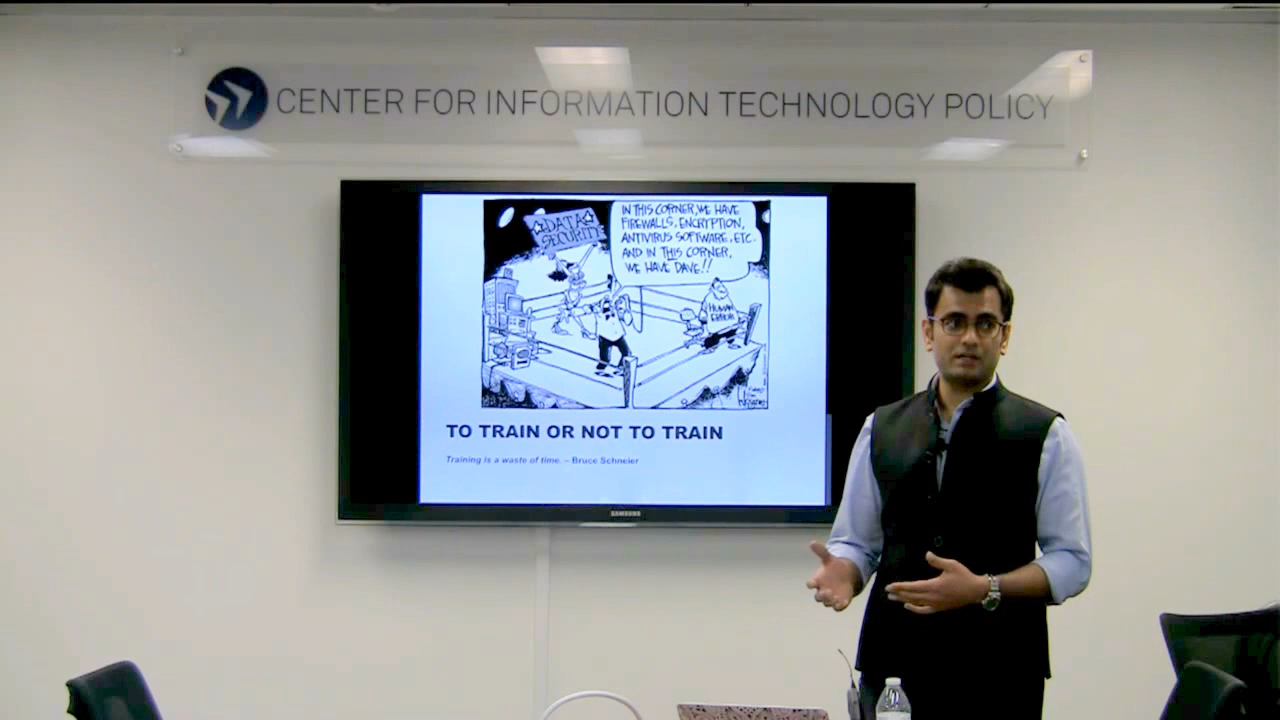 CENTER FOR INFORMATION TECHNOLOGY POLICY
DATA
SECURITY
IN THIS CORNER, WE HAVE
FIREWALLS, ENCRYPTION,
ANTIVIRUS SOFTWARE, ETC.
AND IN THIS CORNER,
WE HAVE DAVE!!
HUMAN
ERROR
TO TRAIN OR NOT TO TRAIN
Training is a waste of time. – Bruce Schneier
SAMSUNG